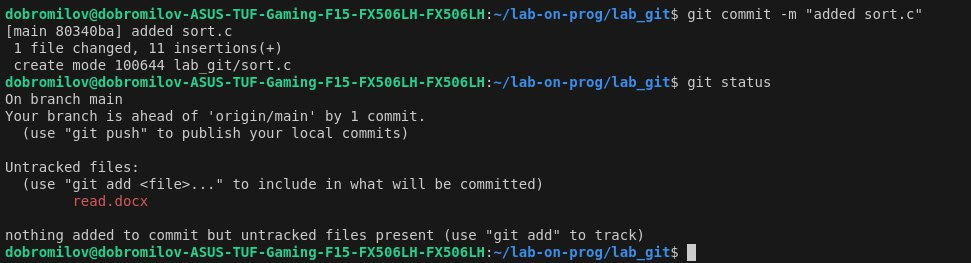 dobromilov@dobromilov-ASUS-TUF-Gaming-F15-FX506LH-FX506LH:~/lab-on-prog/lab_git$ git commit -m "added sort.c"
[main 80340ba] added sort.c
 1 file changed, 11 insertions(+)
 create mode 100644 lab_git/sort.c
dobromilov@dobromilov-ASUS-TUF-Gaming-F15-FX506LH-FX506LH:~/lab-on-prog/lab_git$ git status
On branch main
Your branch is ahead of 'origin/main' by 1 commit.
  (use "git push" to publish your local commits)

Untracked files:
  (use "git add <file>..." to include in what will be committed)
        read.docx

nothing added to commit but untracked files present (use "git add" to track)
dobromilov@dobromilov-ASUS-TUF-Gaming-F15-FX506LH-FX506LH:~/lab-on-prog/lab_git$